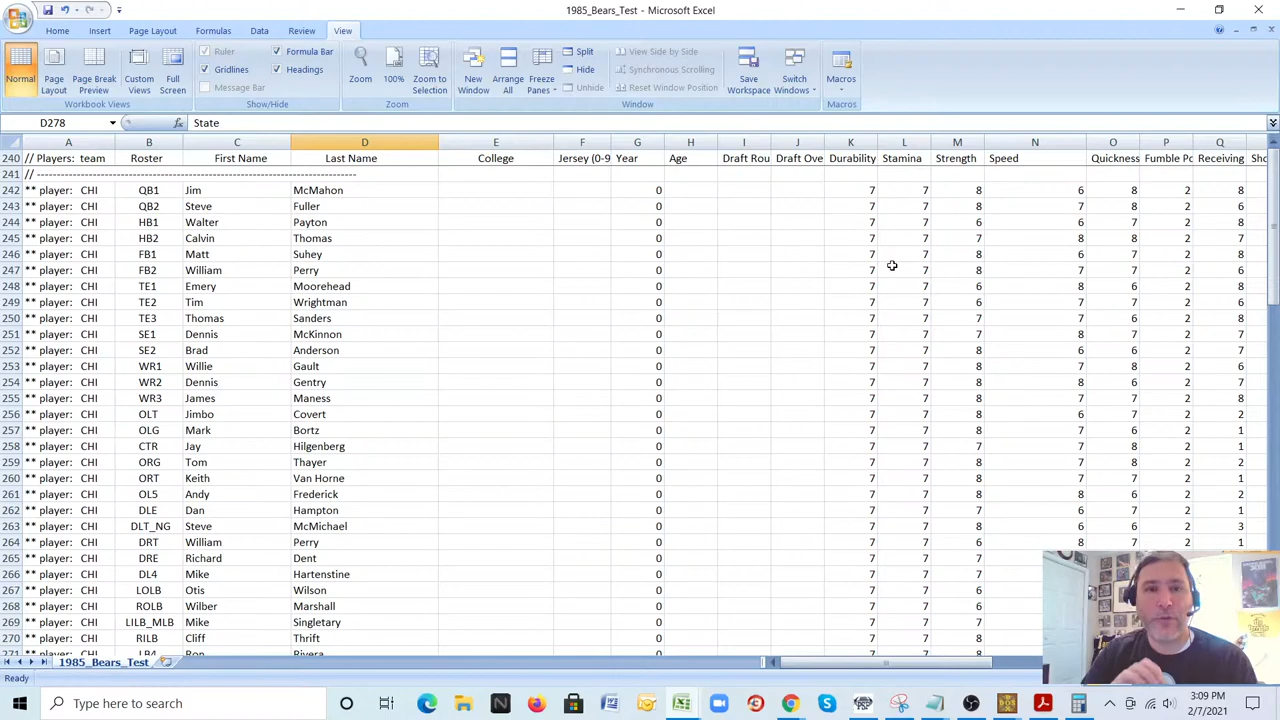 1985_Bears_Test - Microsoft Excel
Home Insert Page Layout Formulas Data Review View
Normal Page Layout Page Break Preview Custom Views Full Screen
Workbook Views
Ruler Formula Bar
Gridlines Headings
Message Bar
Show/Hide
Zoom 100% Zoom to Selection
Zoom
New Window Arrange All Freeze Panes
Split
Hide
Unhide
View Side by Side
Synchronous Scrolling
Reset Window Position
Window
Save Workspace Switch Windows
Macros
Macros
D278 fx State
A B C D E F G H I J K L M N O P Q
240 // Players: team Roster First Name Last Name College Jersey (0-9 Year Age Draft Rou Draft Ove Durability Stamina Strength Speed Quickness Fumble Po Receiving Sho
241 // --------------------------------------------------------------------------------
242 ** player: CHI QB1 Jim McMahon 0 7 7 8 6 8 2 8
243 ** player: CHI QB2 Steve Fuller 0 7 7 8 7 8 2 6
244 ** player: CHI HB1 Walter Payton 0 7 7 6 6 7 2 8
245 ** player: CHI HB2 Calvin Thomas 0 7 7 7 8 8 2 7
246 ** player: CHI FB1 Matt Suhey 0 7 7 8 6 7 2 8
247 ** player: CHI FB2 William Perry 0 7 7 8 7 7 2 6
248 ** player: CHI TE1 Emery Moorehead 0 7 7 6 8 6 2 8
249 ** player: CHI TE2 Tim Wrightman 0 7 7 6 7 7 2 6
250 ** player: CHI TE3 Thomas Sanders 0 7 7 8 7 6 2 8
251 ** player: CHI SE1 Dennis McKinnon 0 7 7 7 8 7 2 7
252 ** player: CHI SE2 Brad Anderson 0 7 7 8 6 6 2 7
253 ** player: CHI WR1 Willie Gault 0 7 7 8 7 8 2 6
254 ** player: CHI WR2 Dennis Gentry 0 7 7 8 8 6 2 7
255 ** player: CHI WR3 James Maness 0 7 7 8 7 7 2 8
256 ** player: CHI OLT Jimbo Covert 0 7 7 8 6 7 2 2
257 ** player: CHI OLG Mark Bortz 0 7 7 8 7 6 2 1
258 ** player: CHI CTR Jay Hilgenberg 0 7 7 7 7 8 2 1
259 ** player: CHI ORG Tom Thayer 0 7 7 8 8 8 2 2
260 ** player: CHI ORT Keith Van Horne 0 7 7 8 7 7 2 1
261 ** player: CHI OL5 Andy Frederick 0 7 7 8 8 6 2 2
262 ** player: CHI DLE Dan Hampton 0 7 7 7 6 7 2 1
263 ** player: CHI DLT_NG Steve McMichael 0 7 7 8 6 6 2 3
264 ** player: CHI DRT William Perry 0 7 7 6 8 7 2 1
265 ** player: CHI DRE Richard Dent 0 7 7 7
266 ** player: CHI DL4 Mike Hartenstine 0 7 7 7
267 ** player: CHI LOLB Otis Wilson 0 7 7 6
268 ** player: CHI ROLB Wilber Marshall 0 7 7 6
269 ** player: CHI LILB_MLB Mike Singletary 0 7 7 7
270 ** player: CHI RILB Cliff Thrift 0 7 7 8
271 ** player: CHI LB4 Ron Rivera
1985_Bears_Test
Ready
Type here to search
3:09 PM
2/7/2021